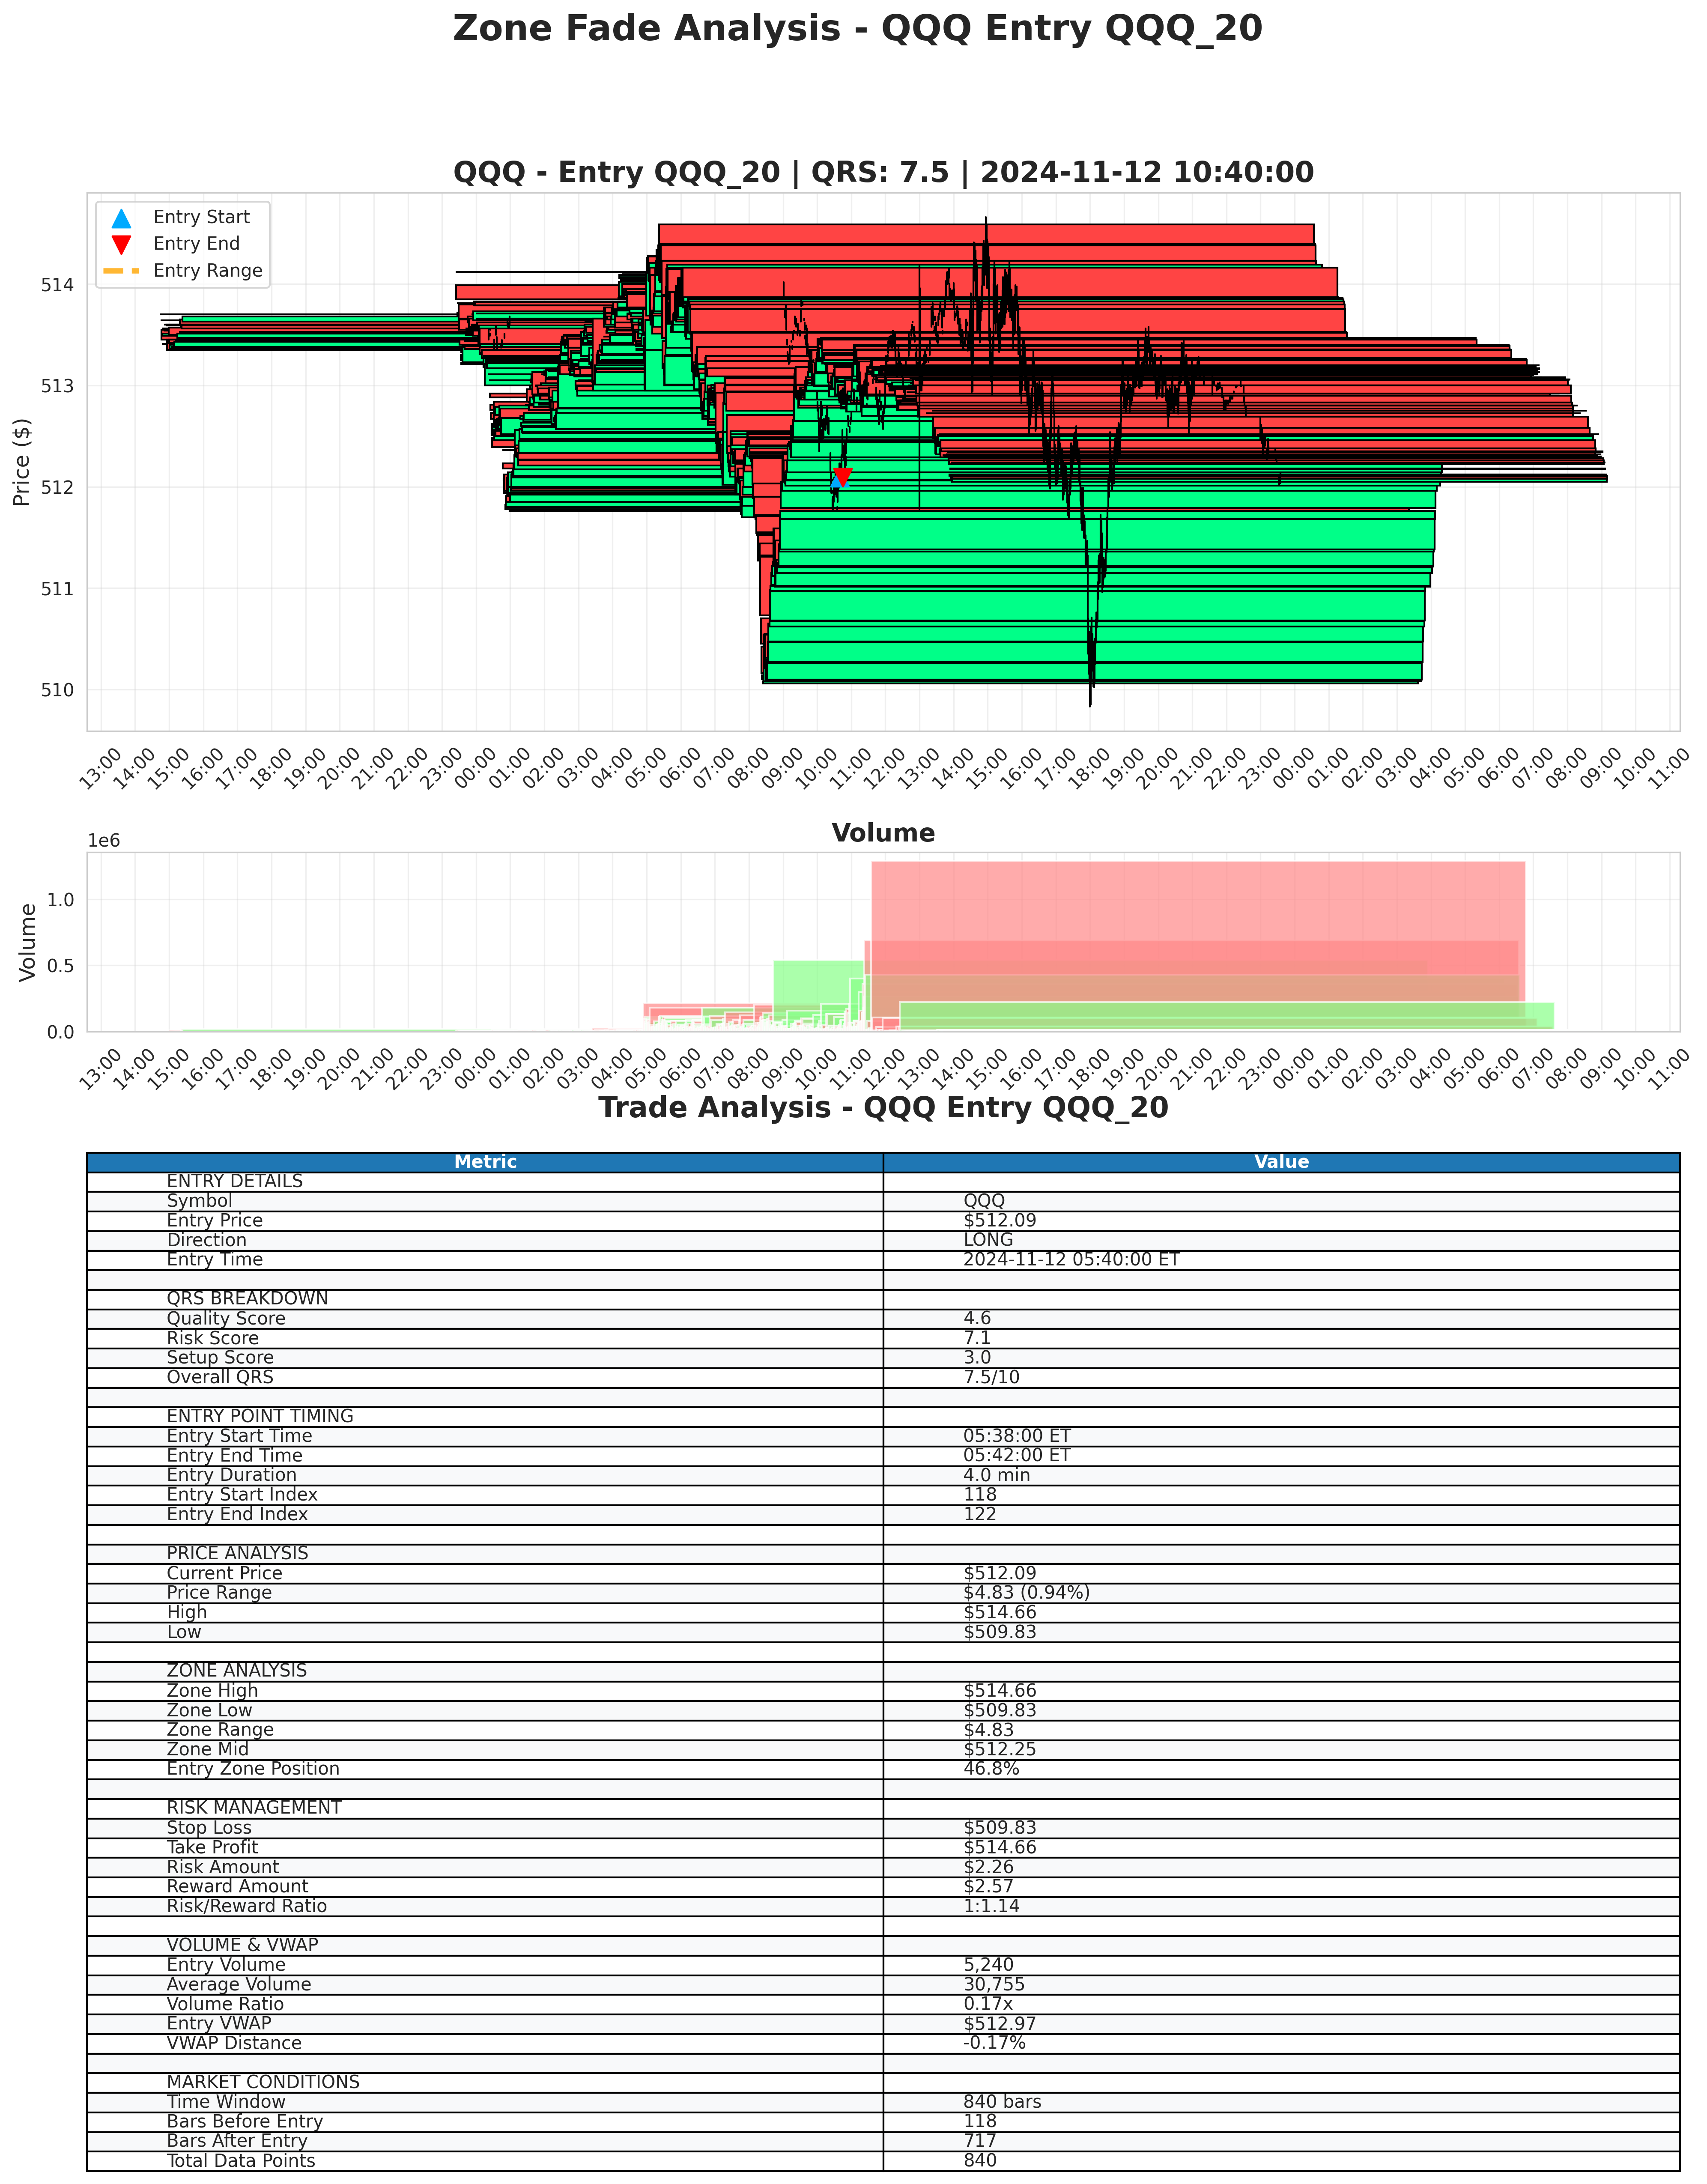 Zone Fade Analysis - QQQ Entry QQQ_20
QQQ - Entry QQQ_20 | QRS: 7.5 | 2024-11-12 10:40:00
Entry Start
Entry End
Entry Range
Price ($)
514
513
512
511
510
13:00 14:00 15:00 16:00 17:00 18:00 19:00 20:00 21:00 22:00 23:00 00:00 01:00 02:00 03:00 04:00 05:00 06:00 07:00 08:00 09:00 10:00 11:00 12:00 13:00 14:00 15:00 16:00 17:00 18:00 19:00 20:00 21:00 22:00 23:00 00:00 01:00 02:00 03:00 04:00 05:00 06:00 07:00 08:00 09:00 10:00 11:00
Volume
1e6
Volume
1.0
0.5
0.0
13:00 14:00 15:00 16:00 17:00 18:00 19:00 20:00 21:00 22:00 23:00 00:00 01:00 02:00 03:00 04:00 05:00 06:00 07:00 08:00 09:00 10:00 11:00 12:00 13:00 14:00 15:00 16:00 17:00 18:00 19:00 20:00 21:00 22:00 23:00 00:00 01:00 02:00 03:00 04:00 05:00 06:00 07:00 08:00 09:00 10:00 11:00
Trade Analysis - QQQ Entry QQQ_20
Metric Value
ENTRY DETAILS
Symbol QQQ
Entry Price $512.09
Direction LONG
Entry Time 2024-11-12 05:40:00 ET
QRS BREAKDOWN
Quality Score 4.6
Risk Score 7.1
Setup Score 3.0
Overall QRS 7.5/10
ENTRY POINT TIMING
Entry Start Time 05:38:00 ET
Entry End Time 05:42:00 ET
Entry Duration 4.0 min
Entry Start Index 118
Entry End Index 122
PRICE ANALYSIS
Current Price $512.09
Price Range $4.83 (0.94%)
High $514.66
Low $509.83
ZONE ANALYSIS
Zone High $514.66
Zone Low $509.83
Zone Range $4.83
Zone Mid $512.25
Entry Zone Position 46.8%
RISK MANAGEMENT
Stop Loss $509.83
Take Profit $514.66
Risk Amount $2.26
Reward Amount $2.57
Risk/Reward Ratio 1:1.14
VOLUME & VWAP
Entry Volume 5,240
Average Volume 30,755
Volume Ratio 0.17x
Entry VWAP $512.97
VWAP Distance -0.17%
MARKET CONDITIONS
Time Window 840 bars
Bars Before Entry 118
Bars After Entry 717
Total Data Points 840